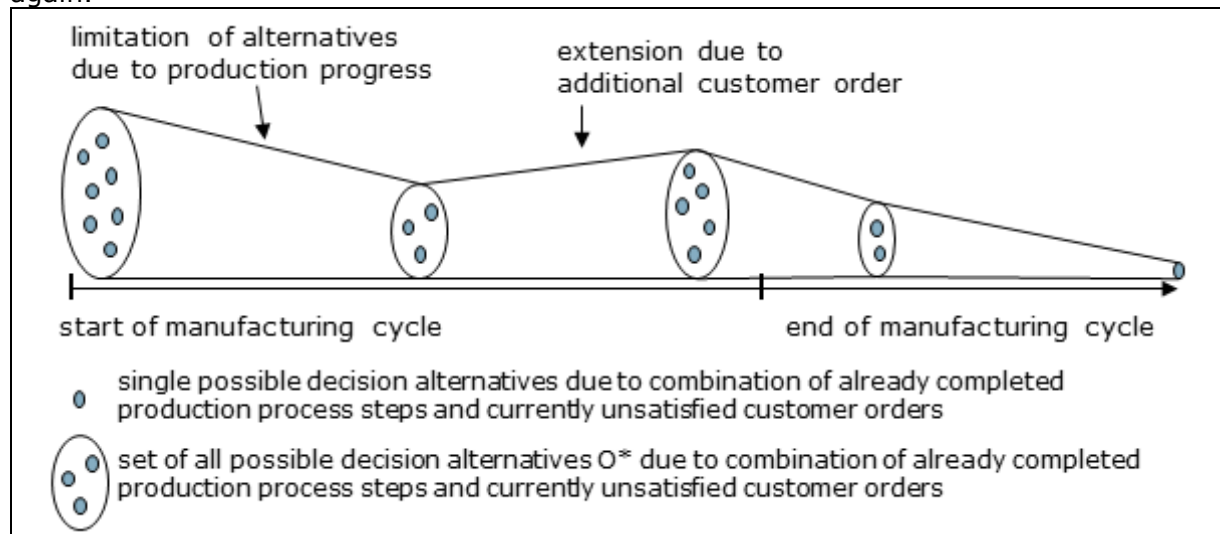 again.
limitation of alternatives
due to production progress
extension due to
additional customer order
start of manufacturing cycle
end of manufacturing cycle
single possible decision alternatives due to combination of already completed
production process steps and currently unsatisfied customer orders
set of all possible decision alternatives O* due to combination of already completed
production process steps and currently unsatisfied customer orders